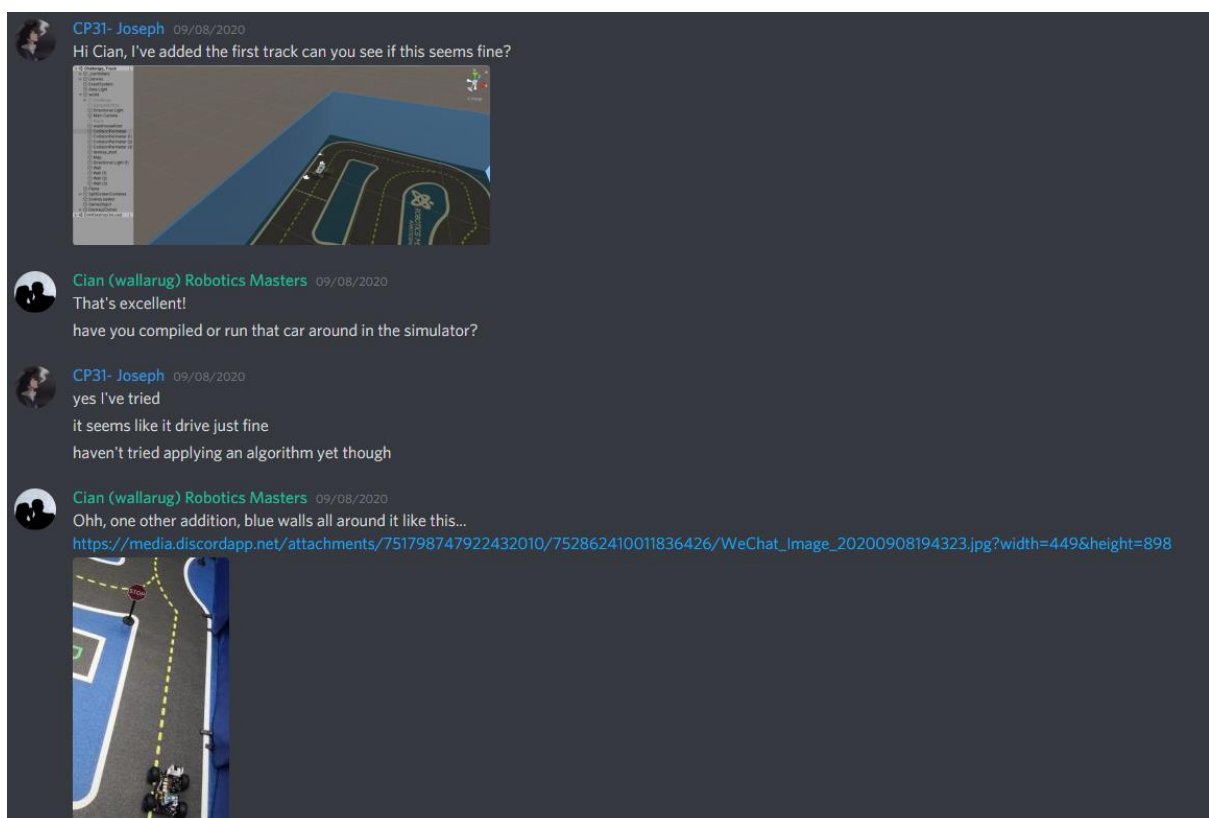 CP31- Joseph 09/08/2020
Hi Cian, I've added the first track can you see if this seems fine?
Cian (wallarug) Robotics Masters 09/08/2020
That's excellent!
have you compiled or run that car around in the simulator?
CP31- Joseph 09/08/2020
yes I've tried
it seems like it drive just fine
haven't tried applying an algorithm yet though
Cian (wallarug) Robotics Masters 09/08/2020
Ohh, one other addition, blue walls all around it like this...
https://media.discordapp.net/attachments/751798747922432010/752862410011836426/WeChat_Image_20200908194323.jpg?width=449&height=898
STOP